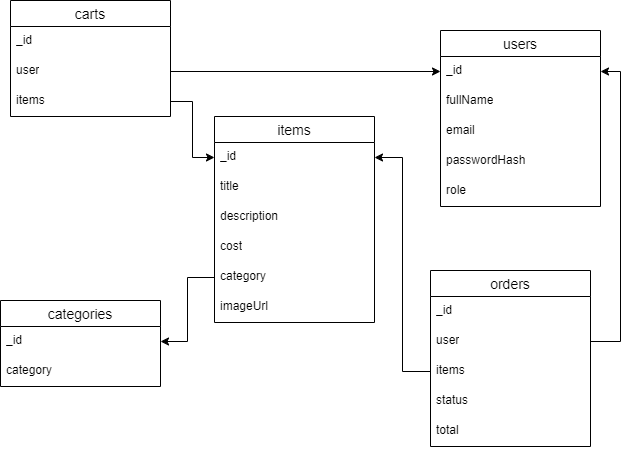 carts
_id
user
items
users
_id
fullName
email
passwordHash
role
items
_id
title
description
cost
category
imageUrl
categories
_id
category
orders
_id
user
items
status
total